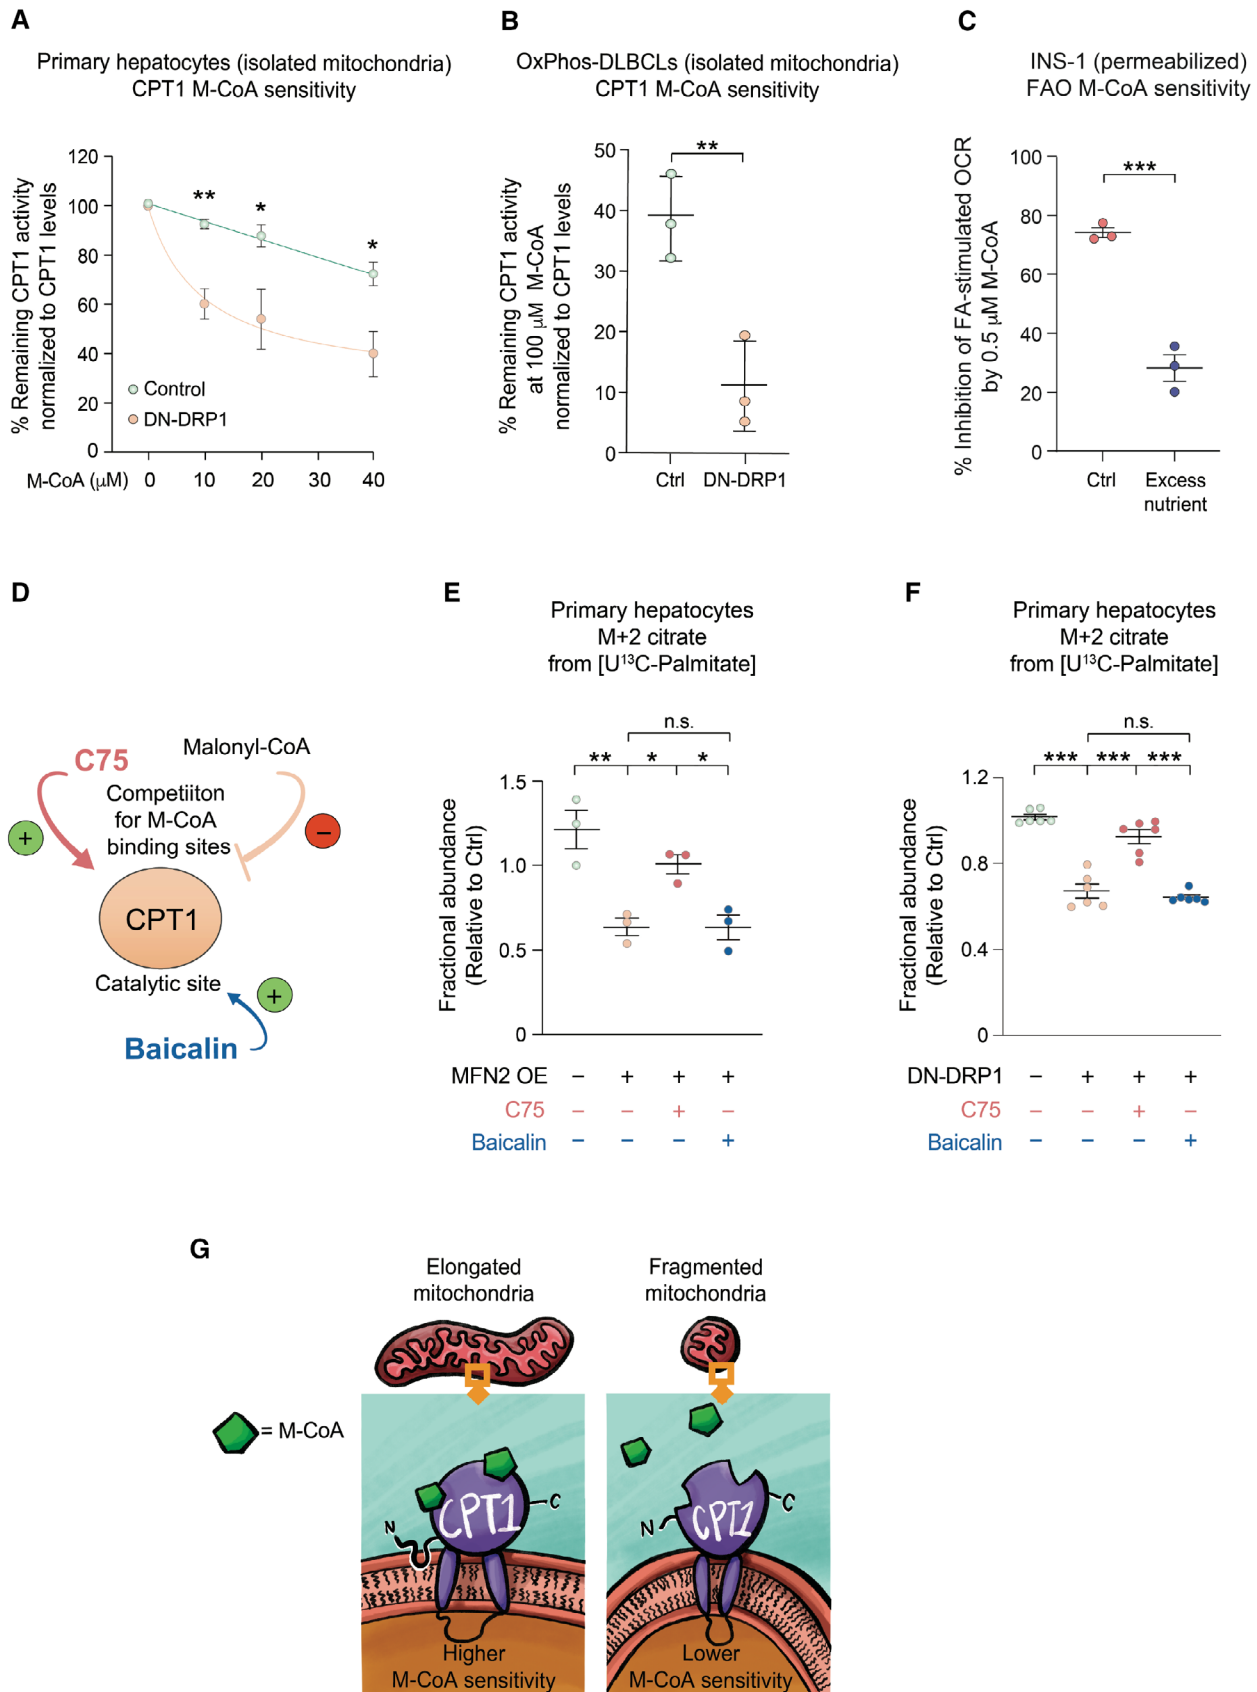 A
Primary hepatocytes (isolated mitochondria)
CPT1 M-CoA sensitivity
% Remaining CPT1 activity
normalized to CPT1 levels
120
100
80
60
40
20
0
** * *
Control
DN-DRP1
M-CoA (μM) 0 10 20 30 40
B
OxPhos-DLBCLs (isolated mitochondria)
CPT1 M-CoA sensitivity
% Remaining CPT1 activity
at 100 μM M-CoA
normalized to CPT1 levels
50
40
30
20
10
0
**
Ctrl DN-DRP1
C
INS-1 (permeabilized)
FAO M-CoA sensitivity
% Inhibition of FA-stimulated OCR
by 0.5 μM M-CoA
100
80
60
40
20
0
***
Ctrl Excess
nutrient
D
C75
Malonyl-CoA
Competiiton
for M-CoA
binding sites
+
−
CPT1
Catalytic site
+
Baicalin
E
Primary hepatocytes
M+2 citrate
from [U¹³C-Palmitate]
n.s.
** * *
Fractional abundance
(Relative to Ctrl)
1.5
1.0
0.5
0
MFN2 OE − + + +
C75 − − + −
Baicalin − − − +
F
Primary hepatocytes
M+2 citrate
from [U¹³C-Palmitate]
n.s.
*** *** ***
Fractional abundance
(Relative to Ctrl)
1.2
0.8
0.4
0
DN-DRP1 − + + +
C75 − − + −
Baicalin − − − +
G
Elongated
mitochondria
Fragmented
mitochondria
= M-CoA
CPT1
N
C
Higher
M-CoA sensitivity
CPT1
N
C
Lower
M-CoA sensitivity